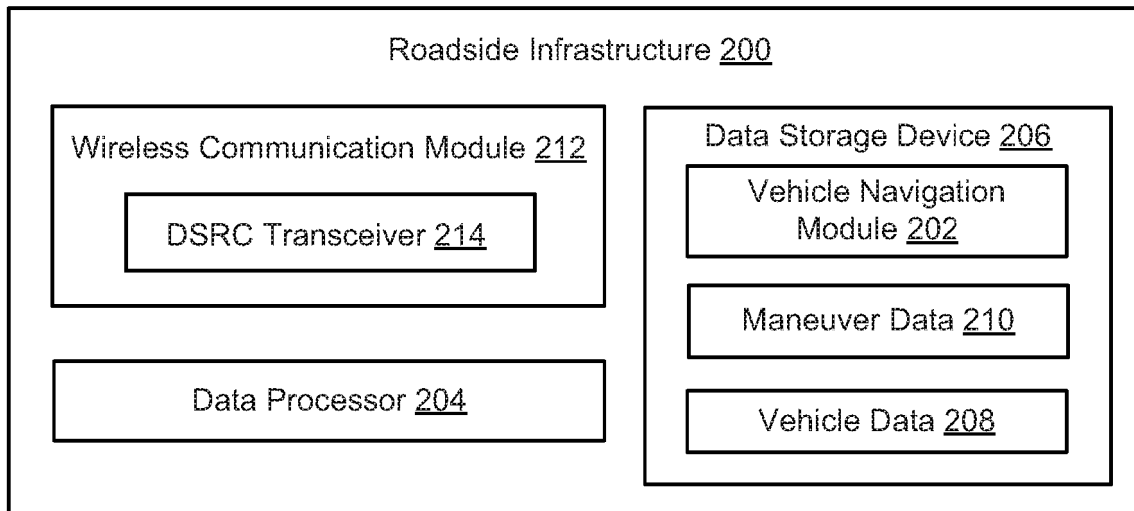 Roadside Infrastructure 200
Wireless Communication Module 212
DSRC Transceiver 214
Data Processor 204
Data Storage Device 206
Vehicle Navigation
Module 202
Maneuver Data 210
Vehicle Data 208